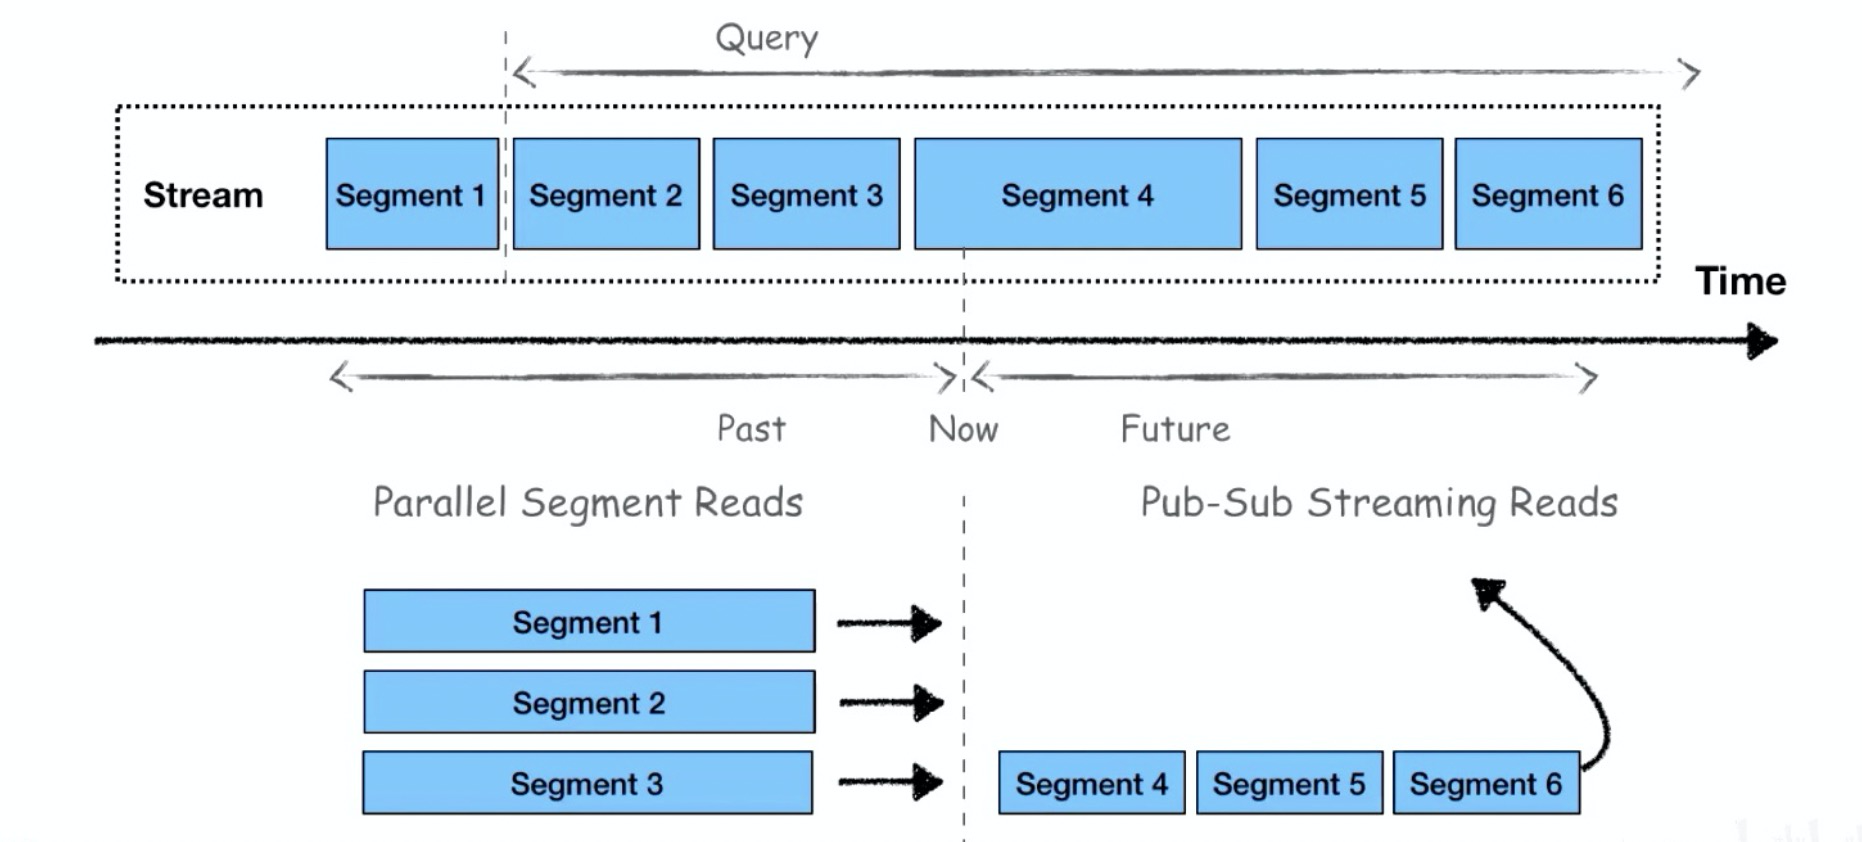 Query
Stream
Segment 1
Segment 2
Segment 3
Segment 4
Segment 5
Segment 6
Time
Past
Now
Future
Parallel Segment Reads
Pub-Sub Streaming Reads
Segment 1
Segment 2
Segment 3
Segment 4
Segment 5
Segment 6